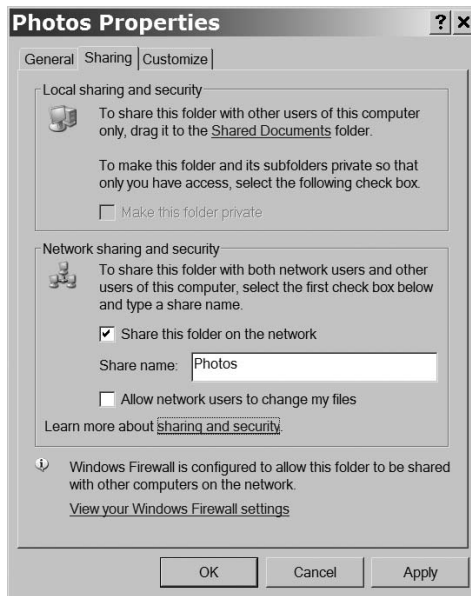 Photos Properties
? x
General Sharing Customize
Local sharing and security
To share this folder with other users of this computer
only, drag it to the Shared Documents folder.
To make this folder and its subfolders private so that
only you have access, select the following check box.
Make this folder private
Network sharing and security
To share this folder with both network users and other
users of this computer, select the first check box below
and type a share name.
Share this folder on the network
Share name: Photos
Allow network users to change my files
Learn more about sharing and security.
Windows Firewall is configured to allow this folder to be shared
with other computers on the network.
View your Windows Firewall settings
OK Cancel Apply